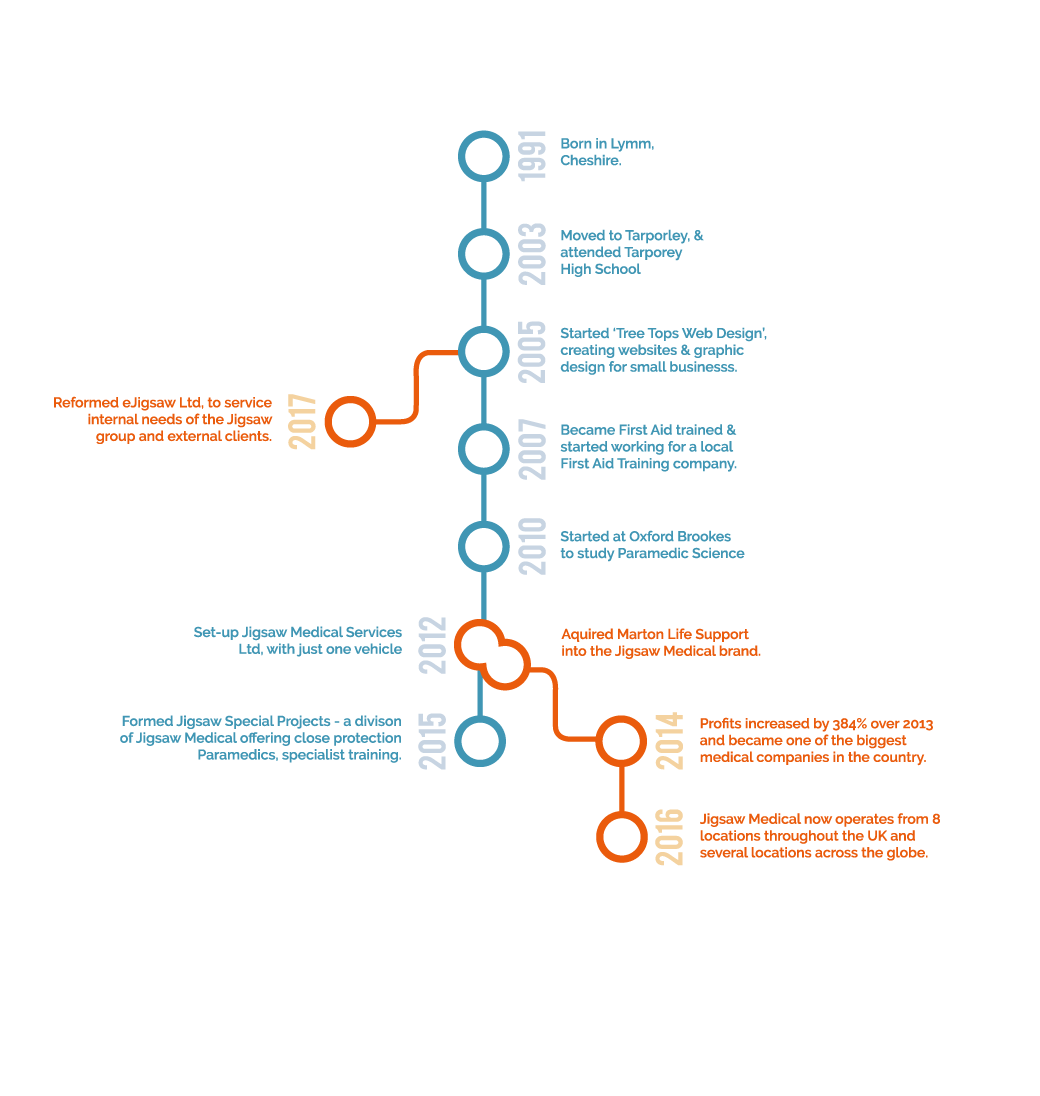 1991
Born in Lymm,
Cheshire.
2003
Moved to Tarporley, &
attended Tarporey
High School
2005
Started ‘Tree Tops Web Design’,
creating websites & graphic
design for small businesss.
2017
Reformed eJigsaw Ltd, to service
internal needs of the Jigsaw
group and external clients.
2007
Became First Aid trained &
started working for a local
First Aid Training company.
2010
Started at Oxford Brookes
to study Paramedic Science
2012
Set-up Jigsaw Medical Services
Ltd, with just one vehicle
Aquired Marton Life Support
into the Jigsaw Medical brand.
2015
Formed Jigsaw Special Projects - a divison
of Jigsaw Medical offering close protection
Paramedics, specialist training.
2014
Profits increased by 384% over 2013
and became one of the biggest
medical companies in the country.
2016
Jigsaw Medical now operates from 8
locations throughout the UK and
several locations across the globe.